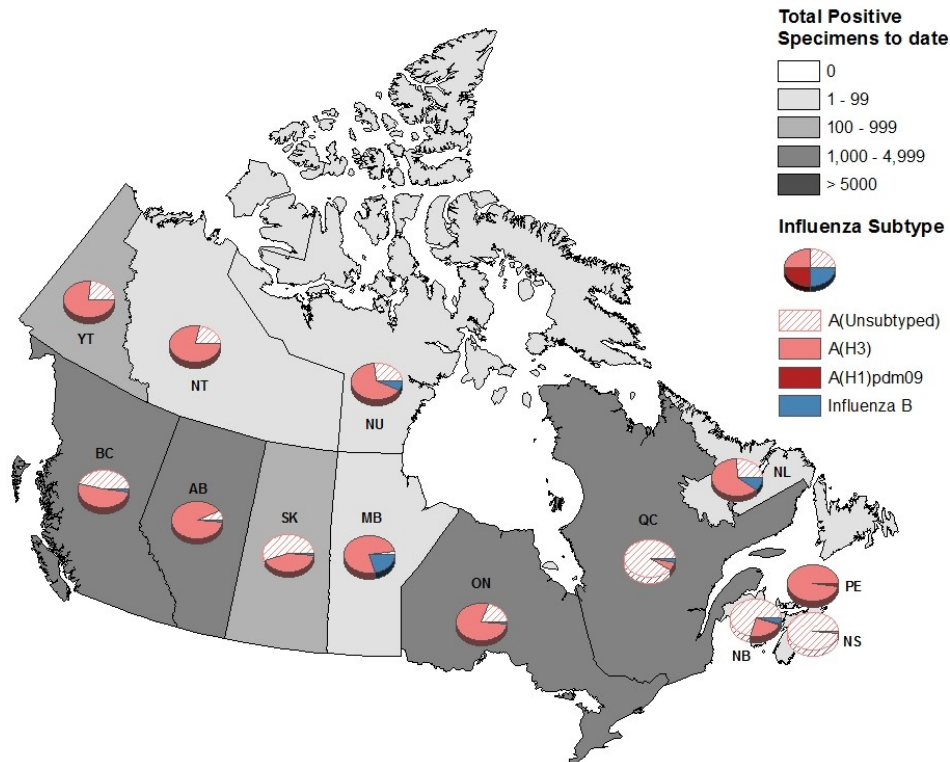 Total Positive
Specimens to date
0
1 - 99
100 - 999
1,000 - 4,999
> 5000
Influenza Subtype
A(Unsubtyped)
A(H3)
A(H1)pdm09
Influenza B
YT
NT
NU
BC
AB
SK
MB
ON
QC
NL
PE
NB
NS